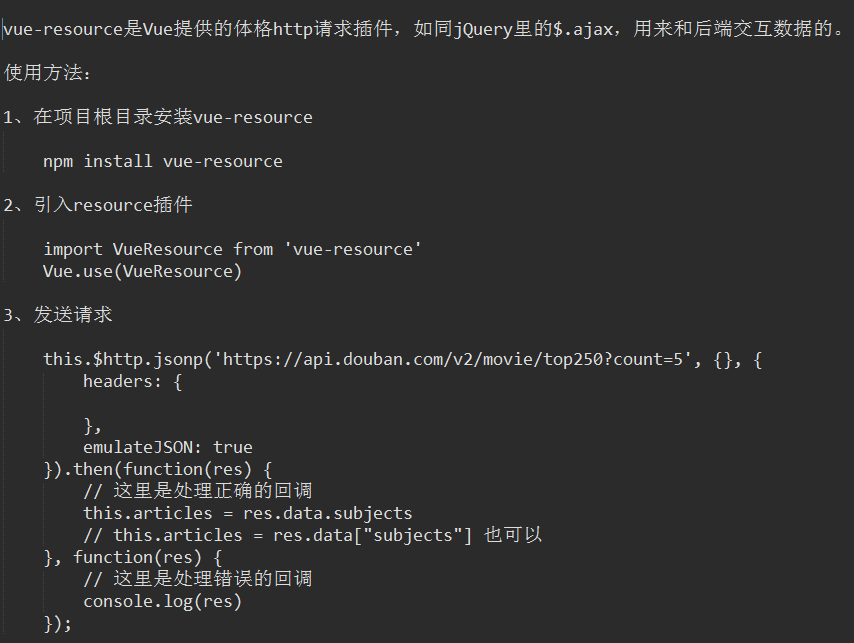 vue-resource是Vue提供的体格http请求插件，如同jQuery里的$.ajax，用来和后端交互数据的。
使用方法：
1、在项目根目录安装vue-resource
npm install vue-resource
2、引入resource插件
import VueResource from 'vue-resource'
Vue.use(VueResource)
3、发送请求
this.$http.jsonp('https://api.douban.com/v2/movie/top250?count=5', {}, {
headers: {
},
emulateJSON: true
}).then(function(res) {
// 这里是处理正确的回调
this.articles = res.data.subjects
// this.articles = res.data["subjects"] 也可以
}, function(res) {
// 这里是处理错误的回调
console.log(res)
});